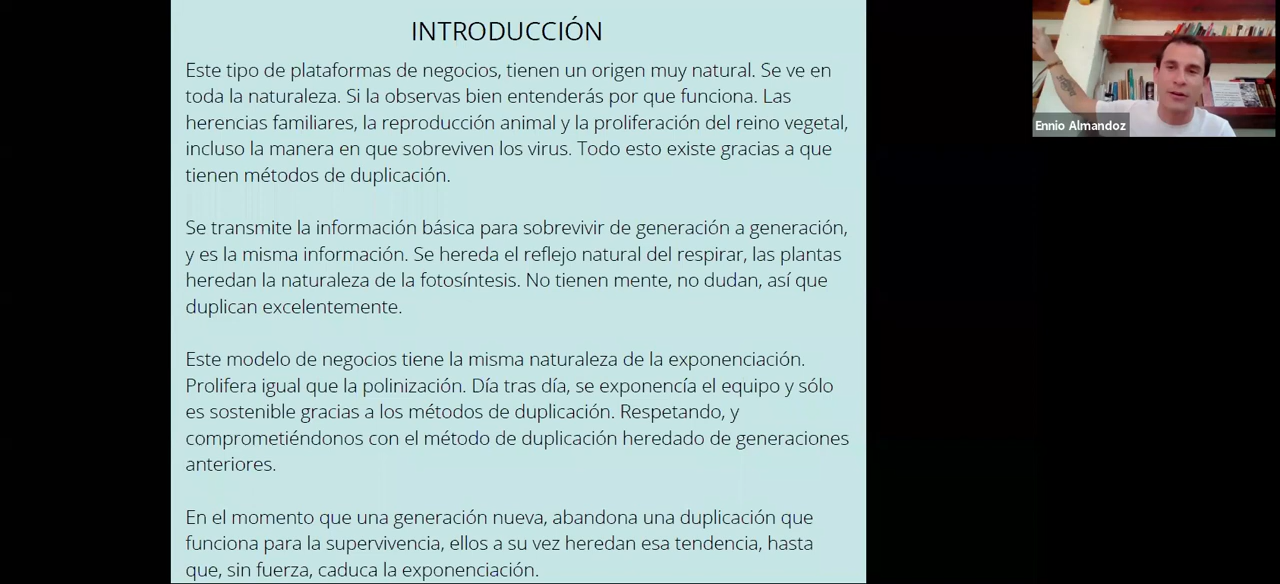 INTRODUCCIÓN
Este tipo de plataformas de negocios, tienen un origen muy natural. Se ve en
toda la naturaleza. Si la observas bien entenderás por que funciona. Las
herencias familiares, la reproducción animal y la proliferación del reino vegetal,
incluso la manera en que sobreviven los virus. Todo esto existe gracias a que
tienen métodos de duplicación.
Se transmite la información básica para sobrevivir de generación a generación,
y es la misma información. Se hereda el reflejo natural del respirar, las plantas
heredan la naturaleza de la fotosíntesis. No tienen mente, no dudan, así que
duplican excelentemente.
Este modelo de negocios tiene la misma naturaleza de la exponenciación.
Prolifera igual que la polinización. Día tras día, se exponencía el equipo y sólo
es sostenible gracias a los métodos de duplicación. Respetando, y
comprometiéndonos con el método de duplicación heredado de generaciones
anteriores.
En el momento que una generación nueva, abandona una duplicación que
funciona para la supervivencia, ellos a su vez heredan esa tendencia, hasta
que, sin fuerza, caduca la exponenciación.
Ennio Almandoz